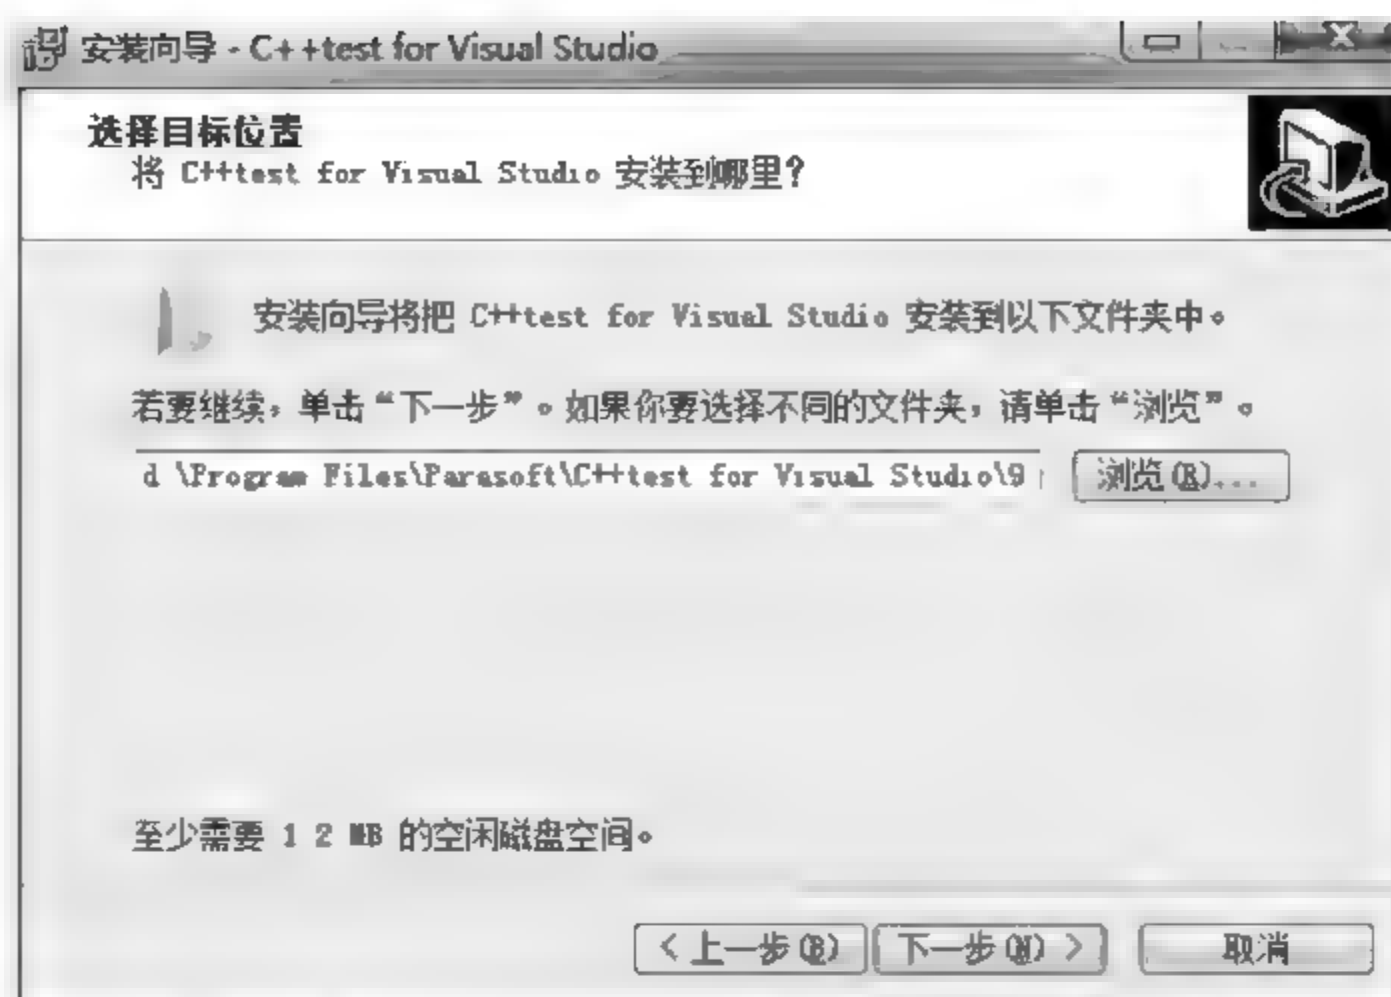 安装向导 - C++test for Visual Studio
选择目标位置
将 C++test for Visual Studio 安装到哪里?
安装向导将把 C++test for Visual Studio 安装到以下文件夹中。
若要继续，单击“下一步”。如果你要选择不同的文件夹，请单击“浏览”。
d \Program Files\Parasoft\C++test for Visual Studio\9
浏览(R)...
至少需要 1 2 MB 的空闲磁盘空间。
< 上一步(B)
下一步(N) >
取消